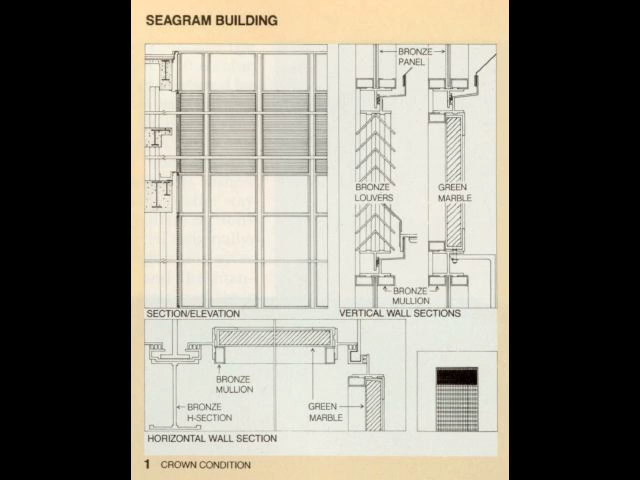 SEAGRAM BUILDING
BRONZE
PANEL
BRONZE
LOUVERS
GREEN
MARBLE
BRONZE
MULLION
SECTION/ELEVATION
VERTICAL WALL SECTIONS
BRONZE
MULLION
BRONZE
H-SECTION
GREEN
MARBLE
HORIZONTAL WALL SECTION
1 CROWN CONDITION